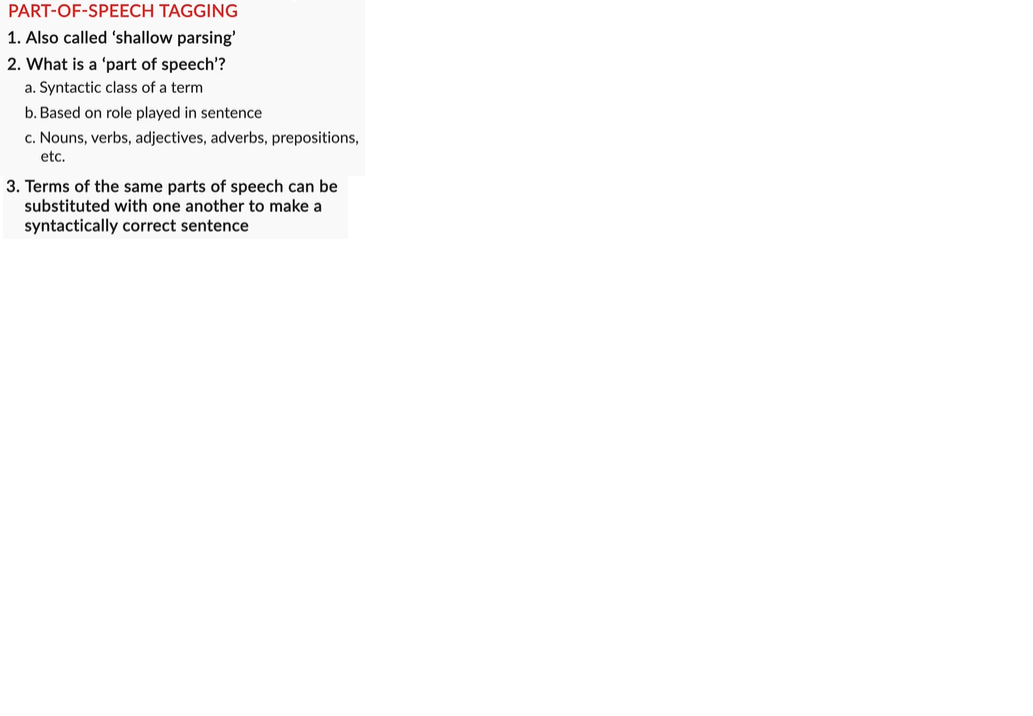 PART-OF-SPEECH TAGGING
1. Also called ‘shallow parsing’
2. What is a ‘part of speech’?
a. Syntactic class of a term
b. Based on role played in sentence
c. Nouns, verbs, adjectives, adverbs, prepositions,
etc.
3. Terms of the same parts of speech can be
substituted with one another to make a
syntactically correct sentence